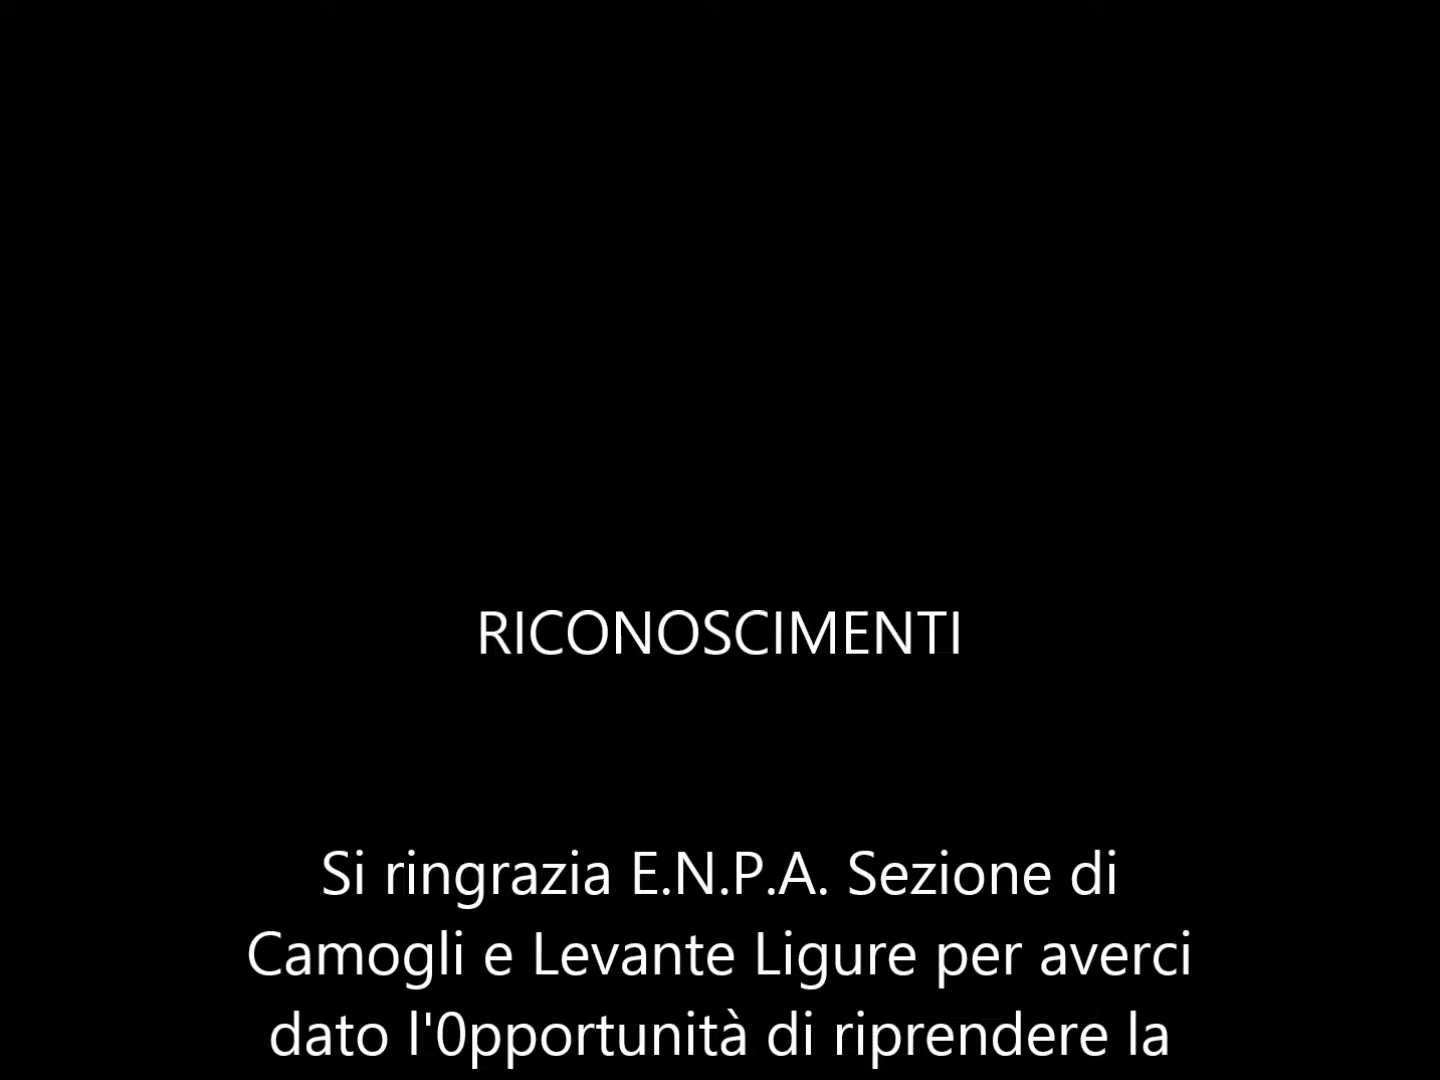 RICONOSCIMENTI
Si ringrazia E.N.P.A. Sezione di
Camogli e Levante Ligure per averci
dato l'0pportunità di riprendere la